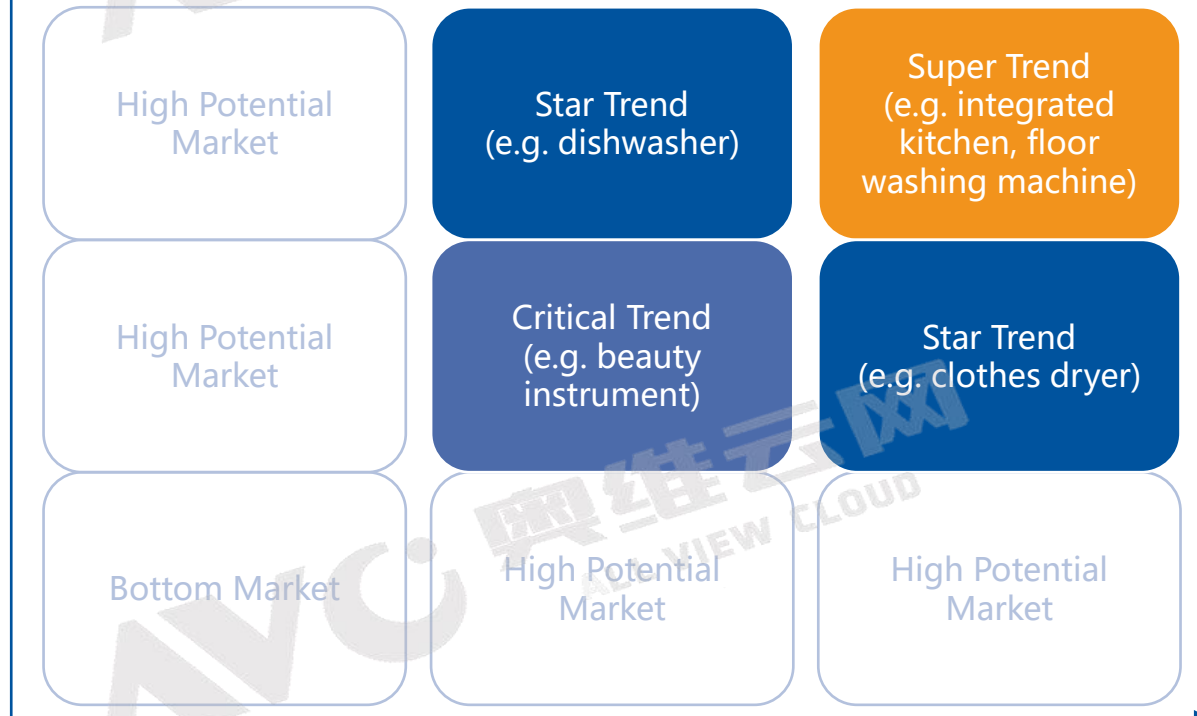 High Potential
Market
Star Trend
(e.g. dishwasher)
Super Trend
(e.g. integrated
kitchen, floor
washing machine)
High Potential
Market
Critical Trend
(e.g. beauty
instrument)
Star Trend
(e.g. clothes dryer)
Bottom Market
High Potential
Market
High Potential
Market
AVC 奥维云网
ALL VIEW CLOUD